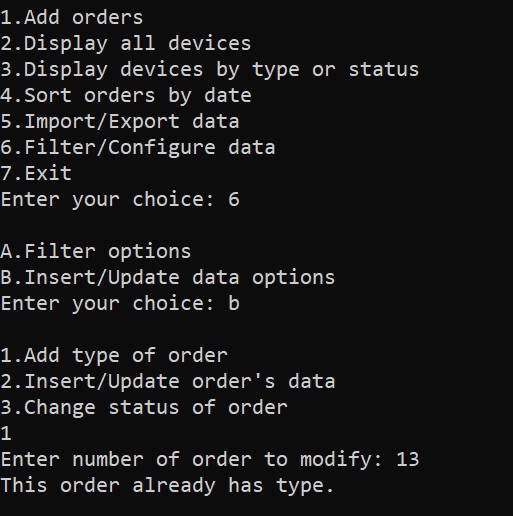 1.Add orders
2.Display all devices
3.Display devices by type or status
4.Sort orders by date
5.Import/Export data
6.Filter/Configure data
7.Exit
Enter your choice: 6
A.Filter options
B.Insert/Update data options
Enter your choice: b
1.Add type of order
2.Insert/Update order's data
3.Change status of order
1
Enter number of order to modify: 13
This order already has type.